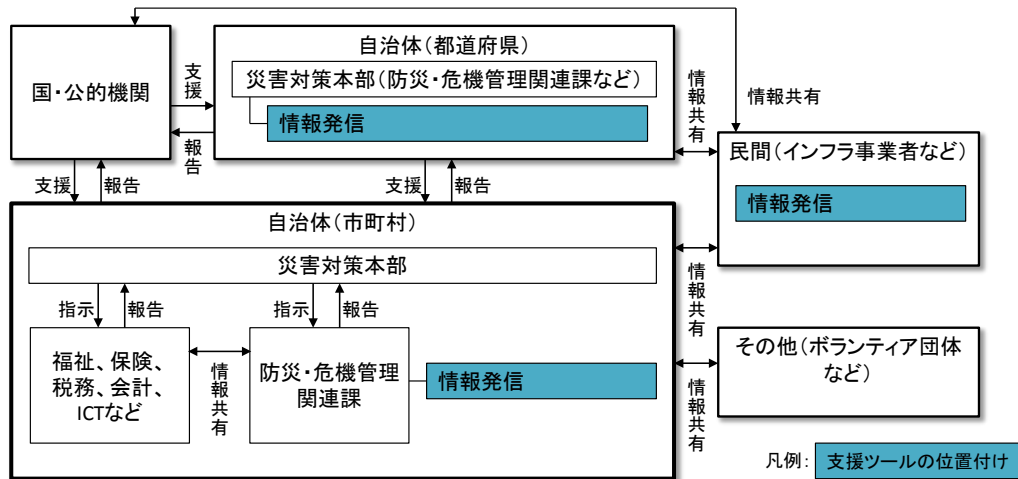 国・公的機関
支援
報告
自治体（都道府県）
災害対策本部（防災・危機管理関連課など）
情報発信
情報共有
情報共有
民間（インフラ事業者など）
情報発信
支援
報告
支援
報告
自治体（市町村）
災害対策本部
指示
報告
指示
報告
福祉、保険、
税務、会計、
ICTなど
情報共有
防災・危機管理
関連課
情報発信
情報共有
情報共有
その他（ボランティア団体
など）
凡例：
支援ツールの位置付け